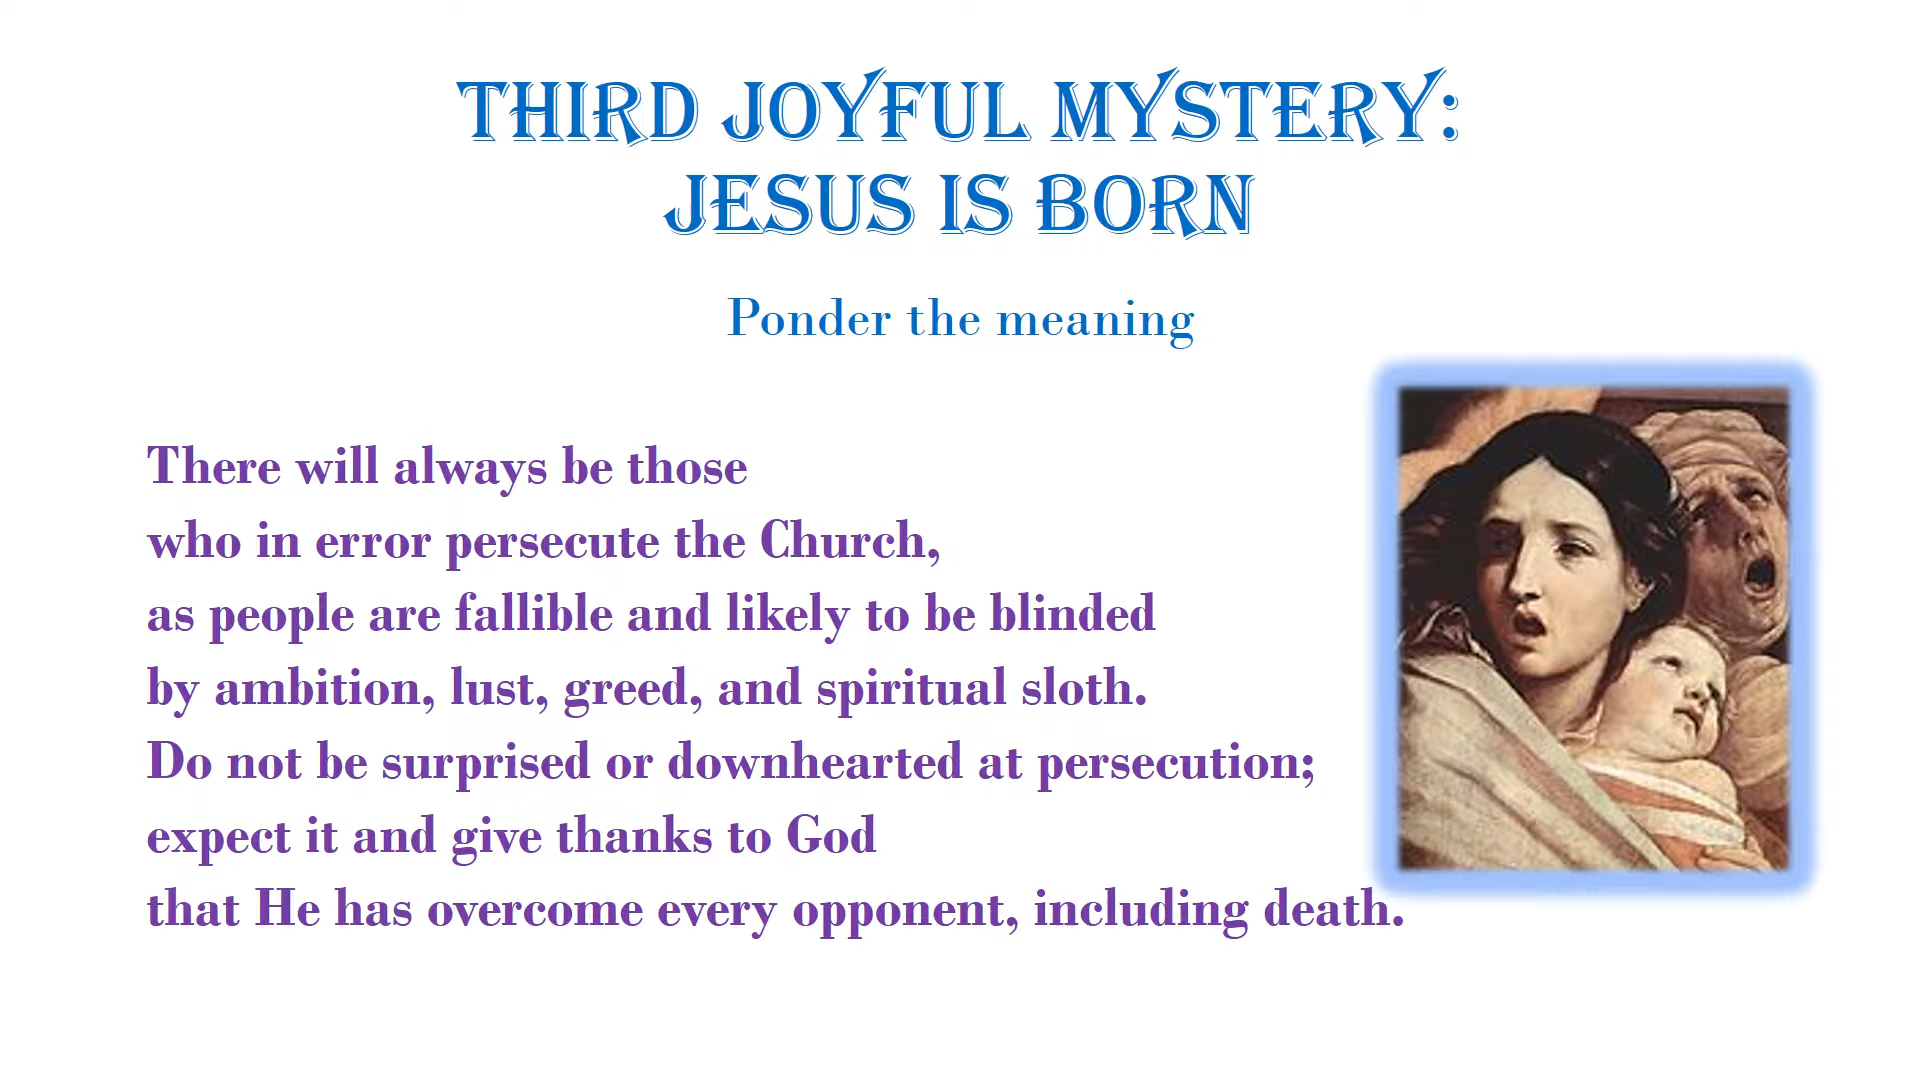 THIRD JOYFUL MYSTERY:
JESUS IS BORN
Ponder the meaning
There will always be those
who in error persecute the Church,
as people are fallible and likely to be blinded
by ambition, lust, greed, and spiritual sloth.
Do not be surprised or downhearted at persecution;
expect it and give thanks to God
that He has overcome every opponent, including death.